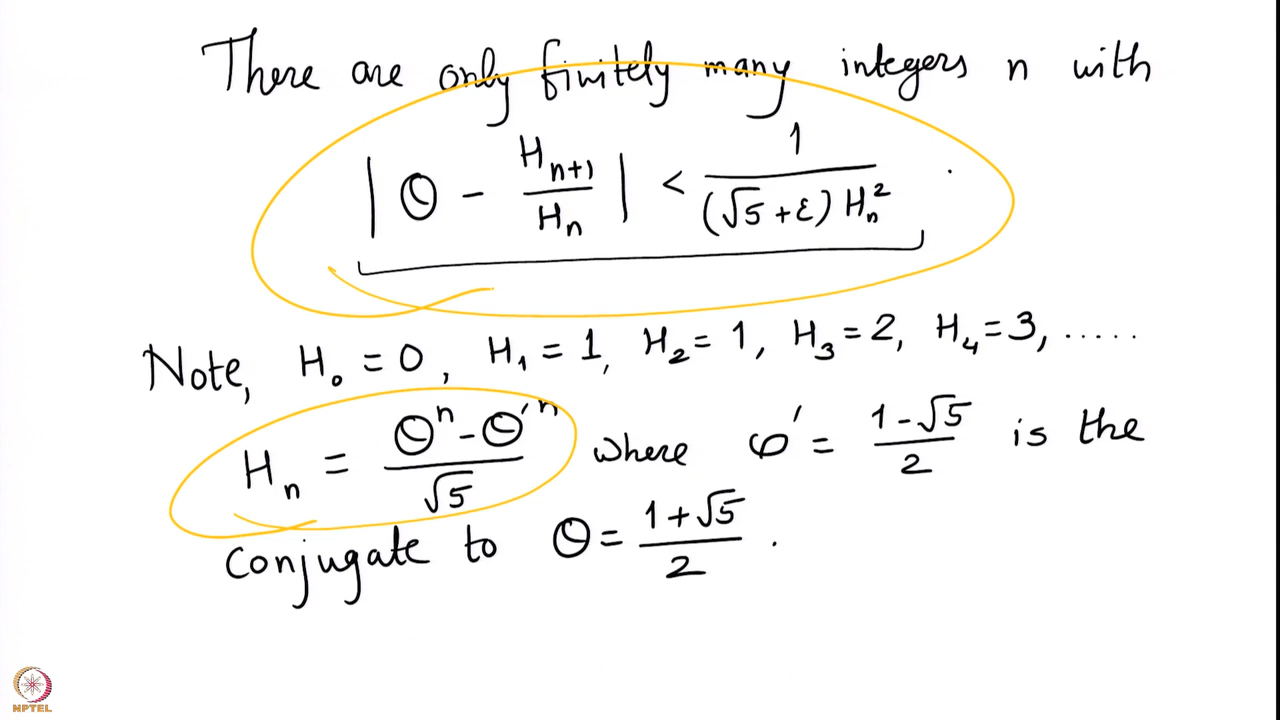 There are only finitely many integers n with
| Θ - H_{n+1}/H_n | < 1/((√5 + ε) H_n^2) .
Note, H_0 = 0, H_1 = 1, H_2 = 1, H_3 = 2, H_4 = 3, .....
H_n = (Θ^n - Θ'^n)/√5 where φ' = (1-√5)/2 is the
conjugate to Θ = (1+√5)/2 .
NPTEL